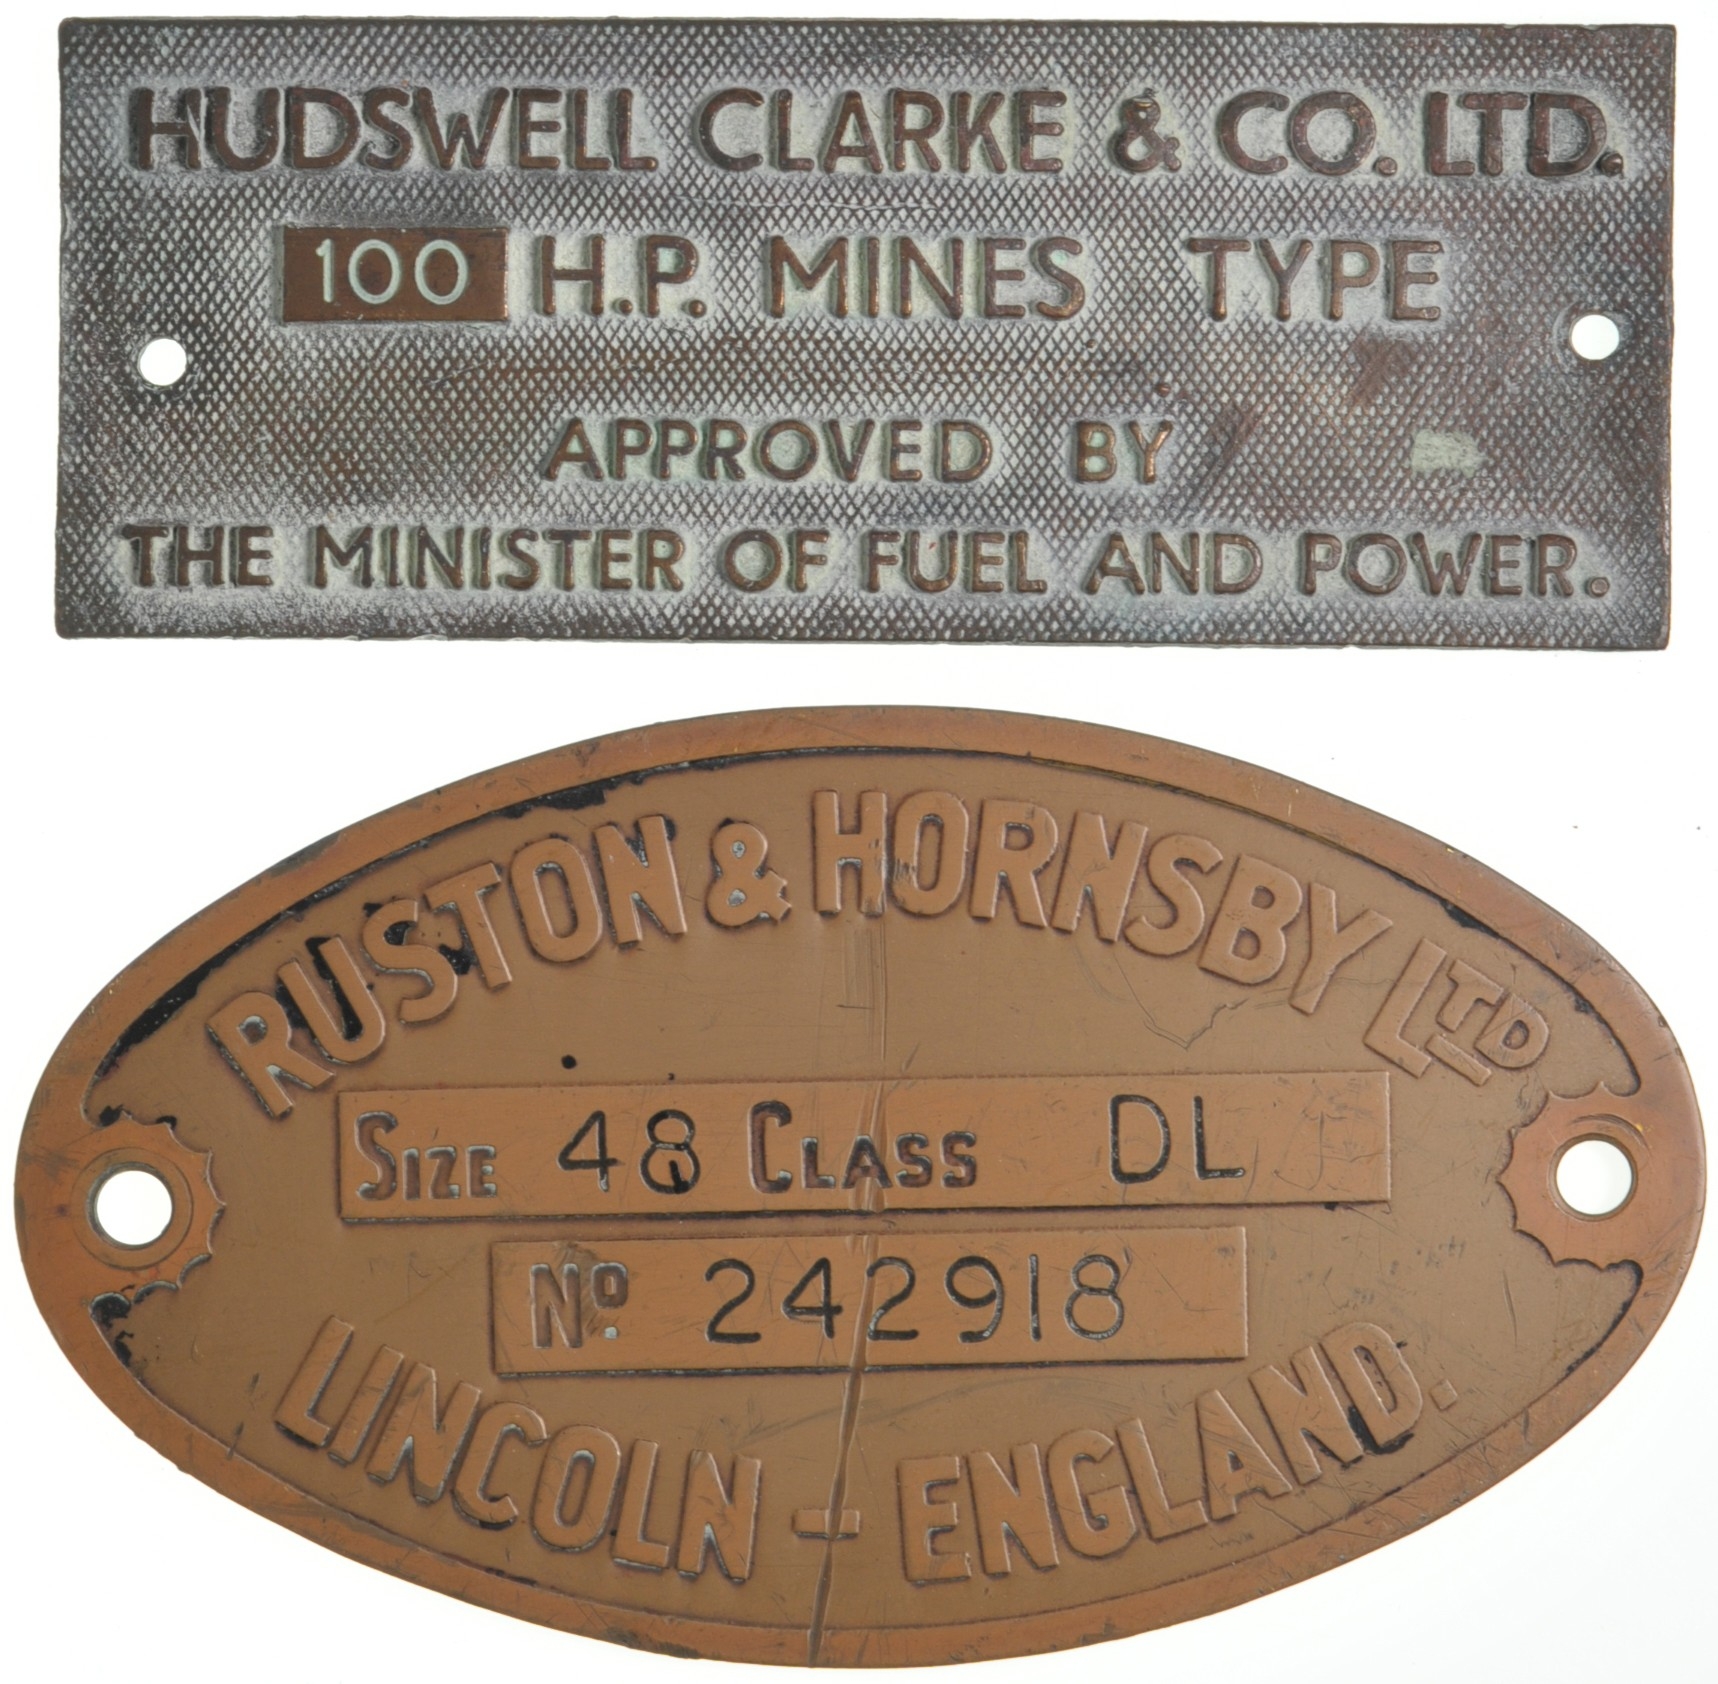 HUDSWELL CLARKE & CO. LTD.
100 H.P. MINES TYPE
APPROVED BY
THE MINISTER OF FUEL AND POWER.
RUSTON & HORNSBY LTD
SIZE 48 CLASS DL
No. 242918
LINCOLN - ENGLAND.